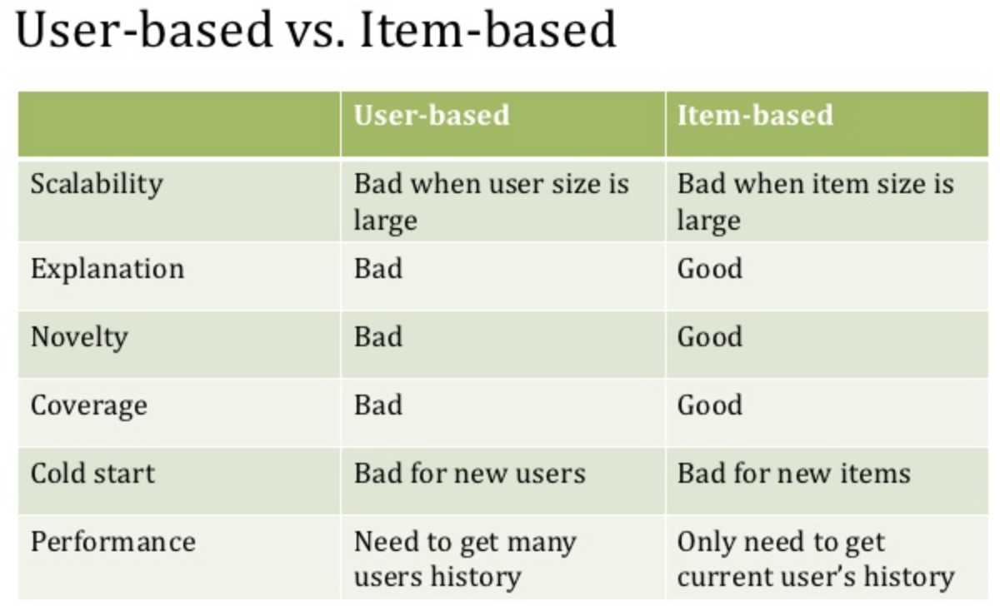 User-based vs. Item-based
User-based
Item-based
Scalability
Bad when user size is
large
Bad when item size is
large
Explanation
Bad
Good
Novelty
Bad
Good
Coverage
Bad
Good
Cold start
Bad for new users
Bad for new items
Performance
Need to get many
users history
Only need to get
current user’s history